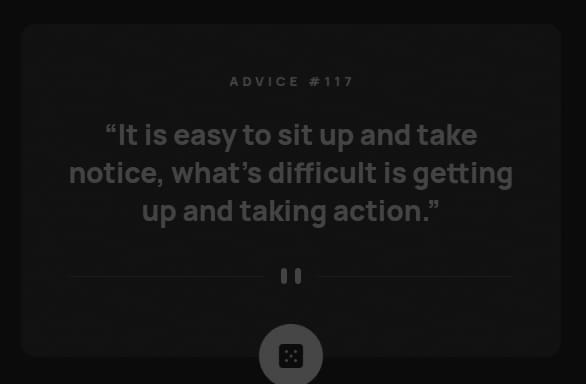 ADVICE #117
“It is easy to sit up and take
notice, what’s difficult is getting
up and taking action.”